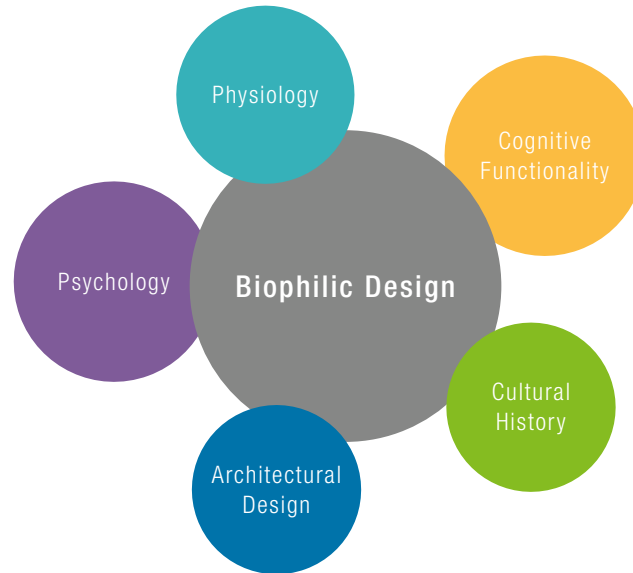 Physiology
Cognitive
Functionality
Psychology
Biophilic Design
Cultural
History
Architectural
Design